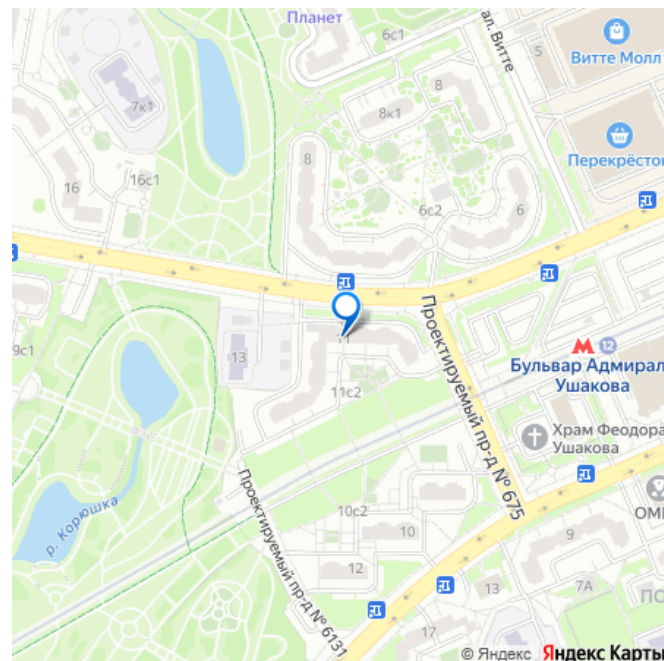 Планет
6с1
ал. Витте
5
Витте Молл
7к1
8
8к1
Перекрёсток
16с1
16
8
6с2
6
9с1
13
11с2
Проектируемый пр-д № 675
12
Бульвар Адмирал
Ушакова
Храм Феодора
Ушакова
р. Корюшка
Проектируемый пр-д № 6131
10с2
10
12
9
13
7А
17
© Яндекс Яндекс Карты